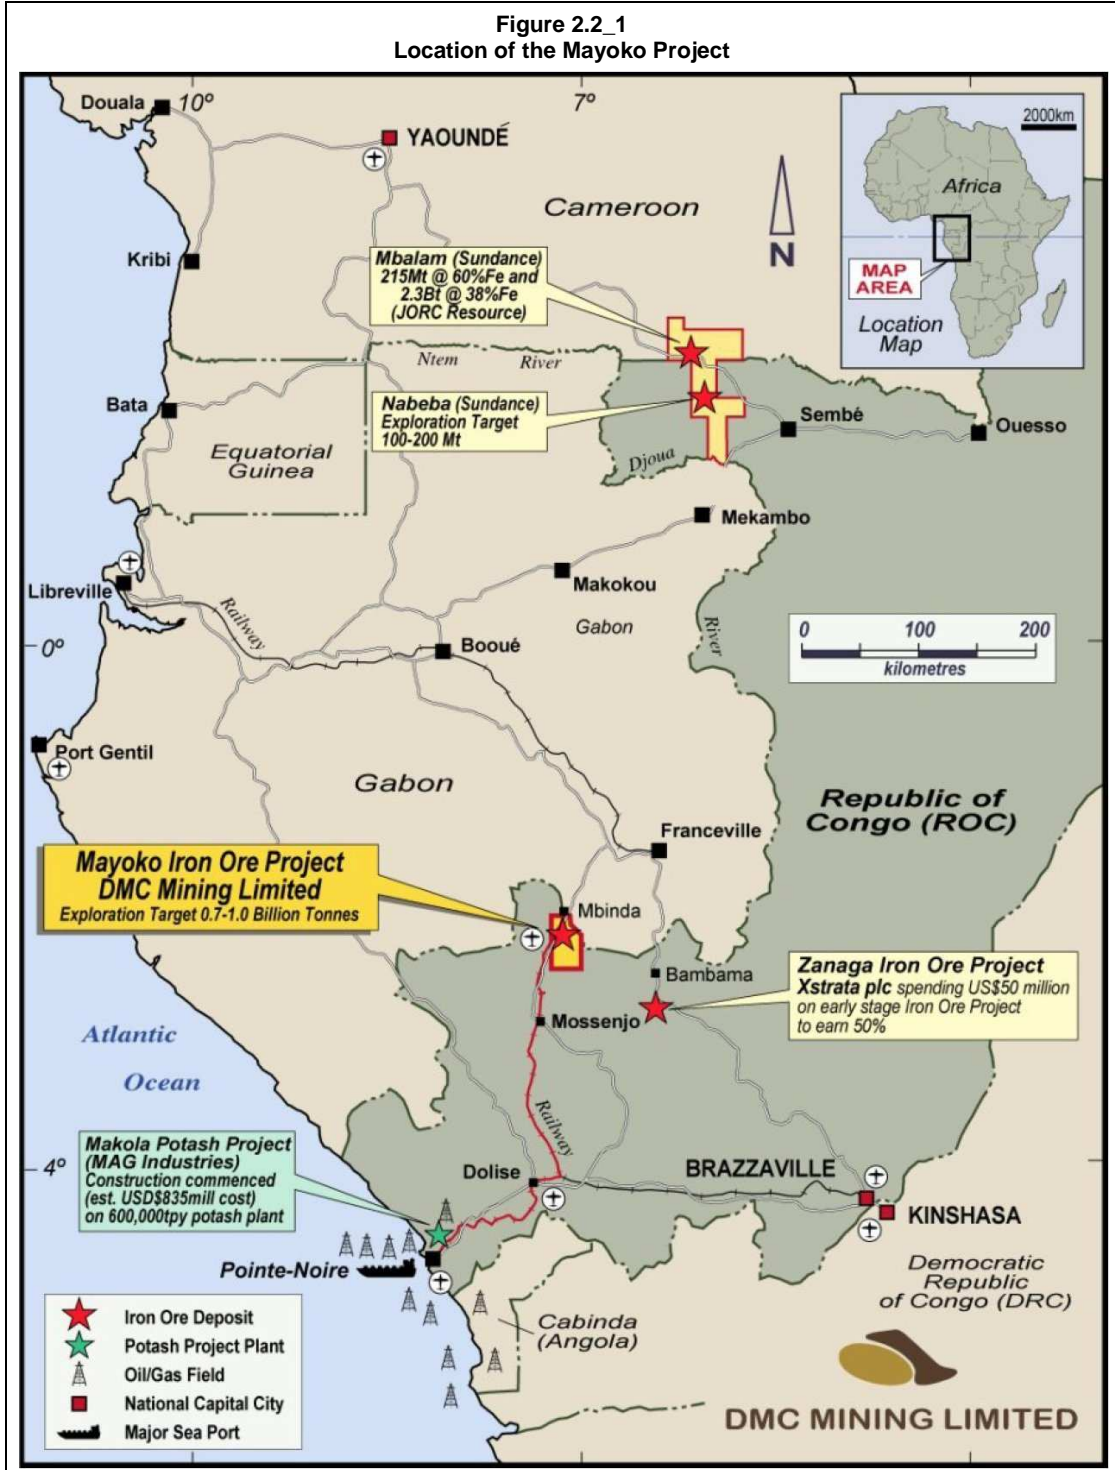 Figure 2.2_1
Location of the Mayoko Project
Douala
10º
7º
2000km
YAOUNDÉ
Africa
Cameroon
N
MAP
AREA
Location
Map
Kribi
Mbalam (Sundance)
215Mt @ 60%Fe and
2.3Bt @ 38%Fe
(JORC Resource)
Ntem River
Bata
Nabeba (Sundance)
Exploration Target
100-200 Mt
Sembé
Ouesso
Equatorial
Guinea
Djoua
Mekambo
Libreville
Makokou
Railway
Gabon
River
0 100 200
kilometres
0º
Booué
Port Gentil
Gabon
Republic of
Congo (ROC)
Franceville
Mayoko Iron Ore Project
DMC Mining Limited
Exploration Target 0.7-1.0 Billion Tonnes
Mbinda
Bambama
Zanaga Iron Ore Project
Xstrata plc spending US$50 million
on early stage Iron Ore Project
to earn 50%
Mossenjo
Atlantic
Ocean
Railway
Makola Potash Project
(MAG Industries)
Construction commenced
(est. USD$835mill cost)
on 600,000tpy potash plant
4º
Dolise
BRAZZAVILLE
KINSHASA
Pointe-Noire
Democratic
Republic
of Congo (DRC)
Cabinda
(Angola)
Iron Ore Deposit
Potash Project Plant
Oil/Gas Field
National Capital City
Major Sea Port
DMC MINING LIMITED